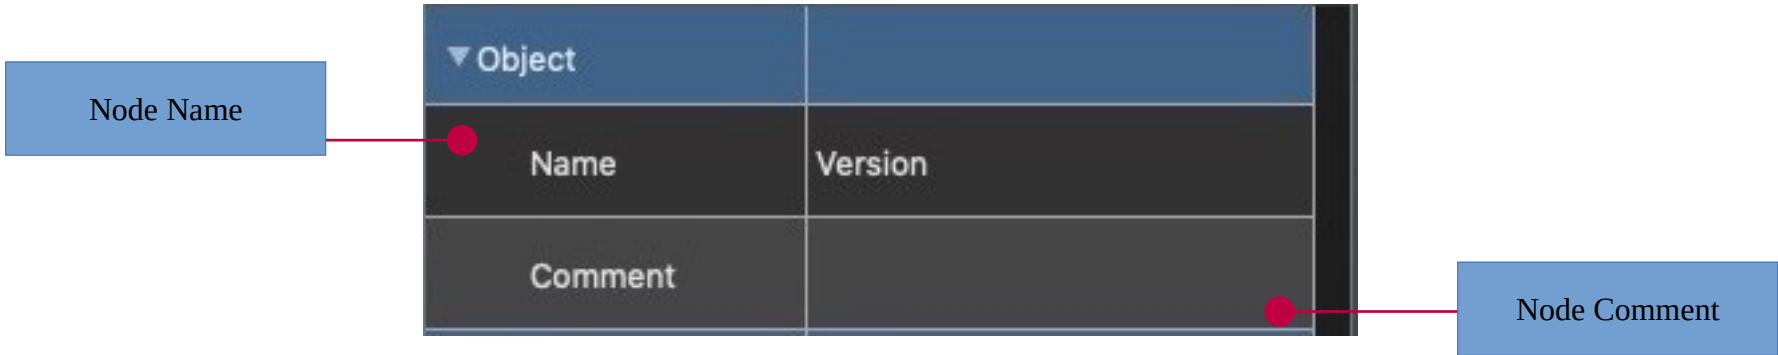 Object
Node Name
Name Version
Comment
Node Comment